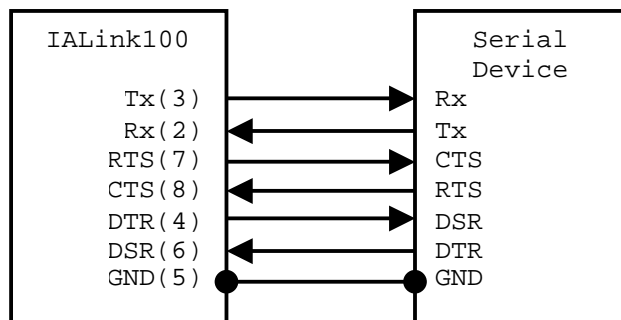 IALink100
Serial
Device
Tx(3)
Rx
Rx(2)
Tx
RTS(7)
CTS
CTS(8)
RTS
DTR(4)
DSR
DSR(6)
DTR
GND(5)
GND